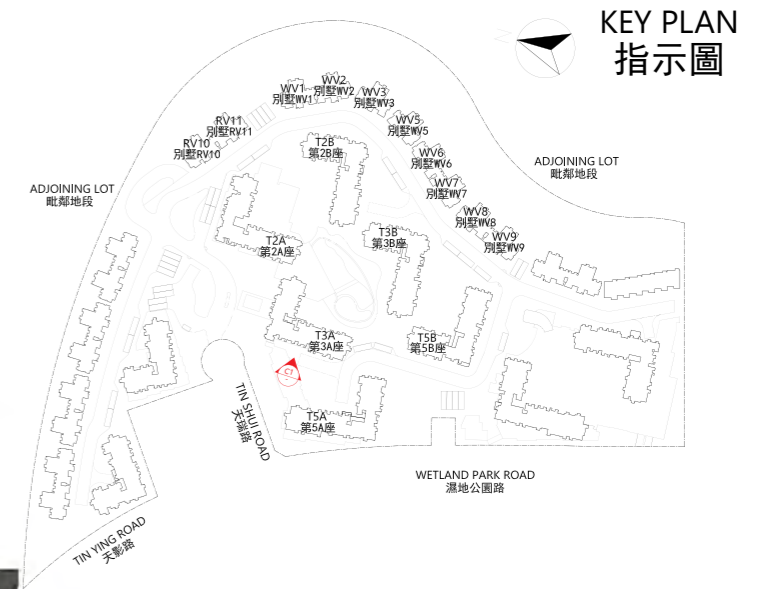 KEY PLAN
指示圖
WV1
別墅WV1
WV2
別墅WV2
WV3
別墅WV3
RV11
別墅RV11
WV5
別墅WV5
RV10
別墅RV10
T2B
第2B座
WV6
別墅WV6
ADJOINING LOT
毗鄰地段
WV7
別墅WV7
ADJOINING LOT
毗鄰地段
WV8
別墅WV8
T3B
第3B座
WV9
別墅WV9
T2A
第2A座
T3A
第3A座
T5B
第5B座
C1
TIN SHUI ROAD
天瑞路
T5A
第5A座
WETLAND PARK ROAD
濕地公園路
TIN YING ROAD
天影路